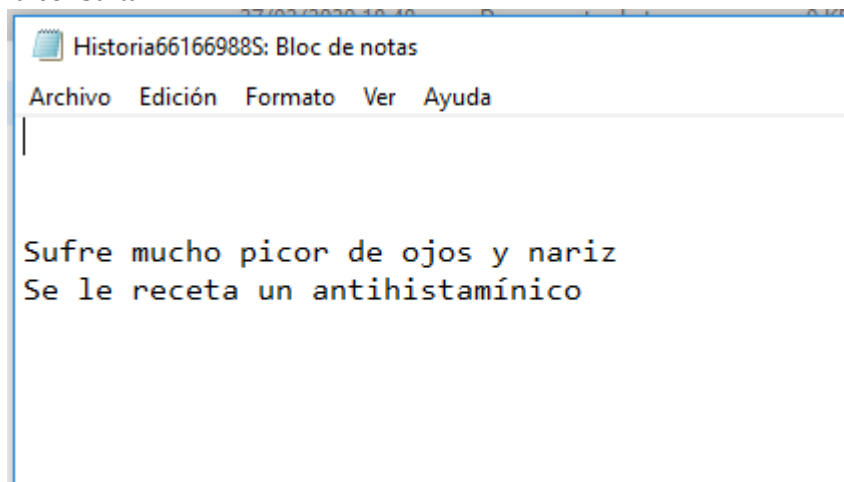 Historia66166988S: Bloc de notas
Archivo Edición Formato Ver Ayuda
Sufre mucho picor de ojos y nariz
Se le receta un antihistamínico